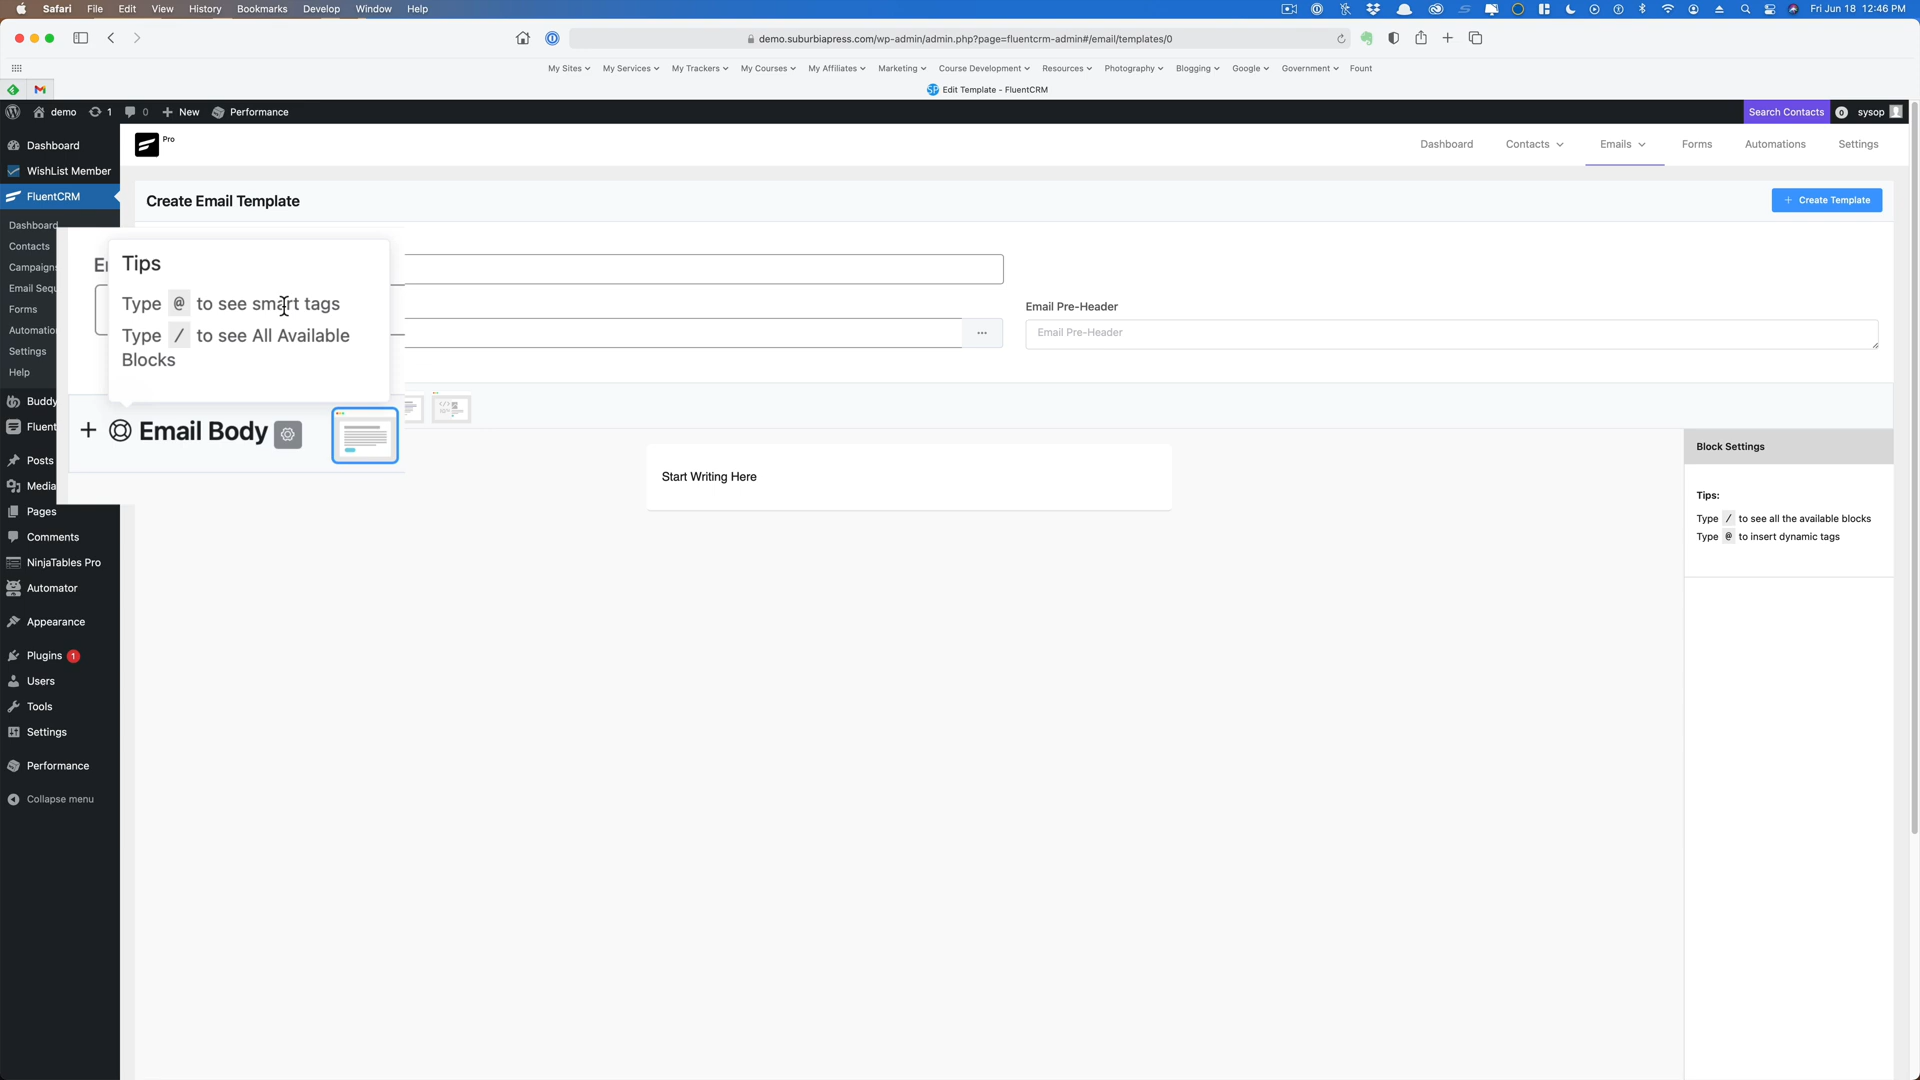 Safari File Edit View History Bookmarks Develop Window Help Fri Jun 18 12:46 PM
demo.suburbiapress.com/wp-admin/admin.php?page=fluentcrm-admin#/email/templates/0
My Sites My Services My Trackers My Courses My Affiliates Marketing Course Development Resources Photography Blogging Google Government Fount
Edit Template - FluentCRM
demo 1 0 New Performance Search Contacts 0 sysop
Dashboard
WishList Member
FluentCRM
Dashboard
Contacts
Campaigns
Email Sequ
Forms
Automatio
Settings
Help
Buddy
Fluent
Posts
Media
Pages
Comments
NinjaTables Pro
Automator
Appearance
Plugins 1
Users
Tools
Settings
Performance
Collapse menu
Pro
Dashboard Contacts Emails Forms Automations Settings
Create Email Template
+ Create Template
Tips
Type @ to see smart tags
Type / to see All Available
Blocks
+ Email Body
Email Pre-Header
Email Pre-Header
Start Writing Here
Block Settings
Tips:
Type / to see all the available blocks
Type @ to insert dynamic tags